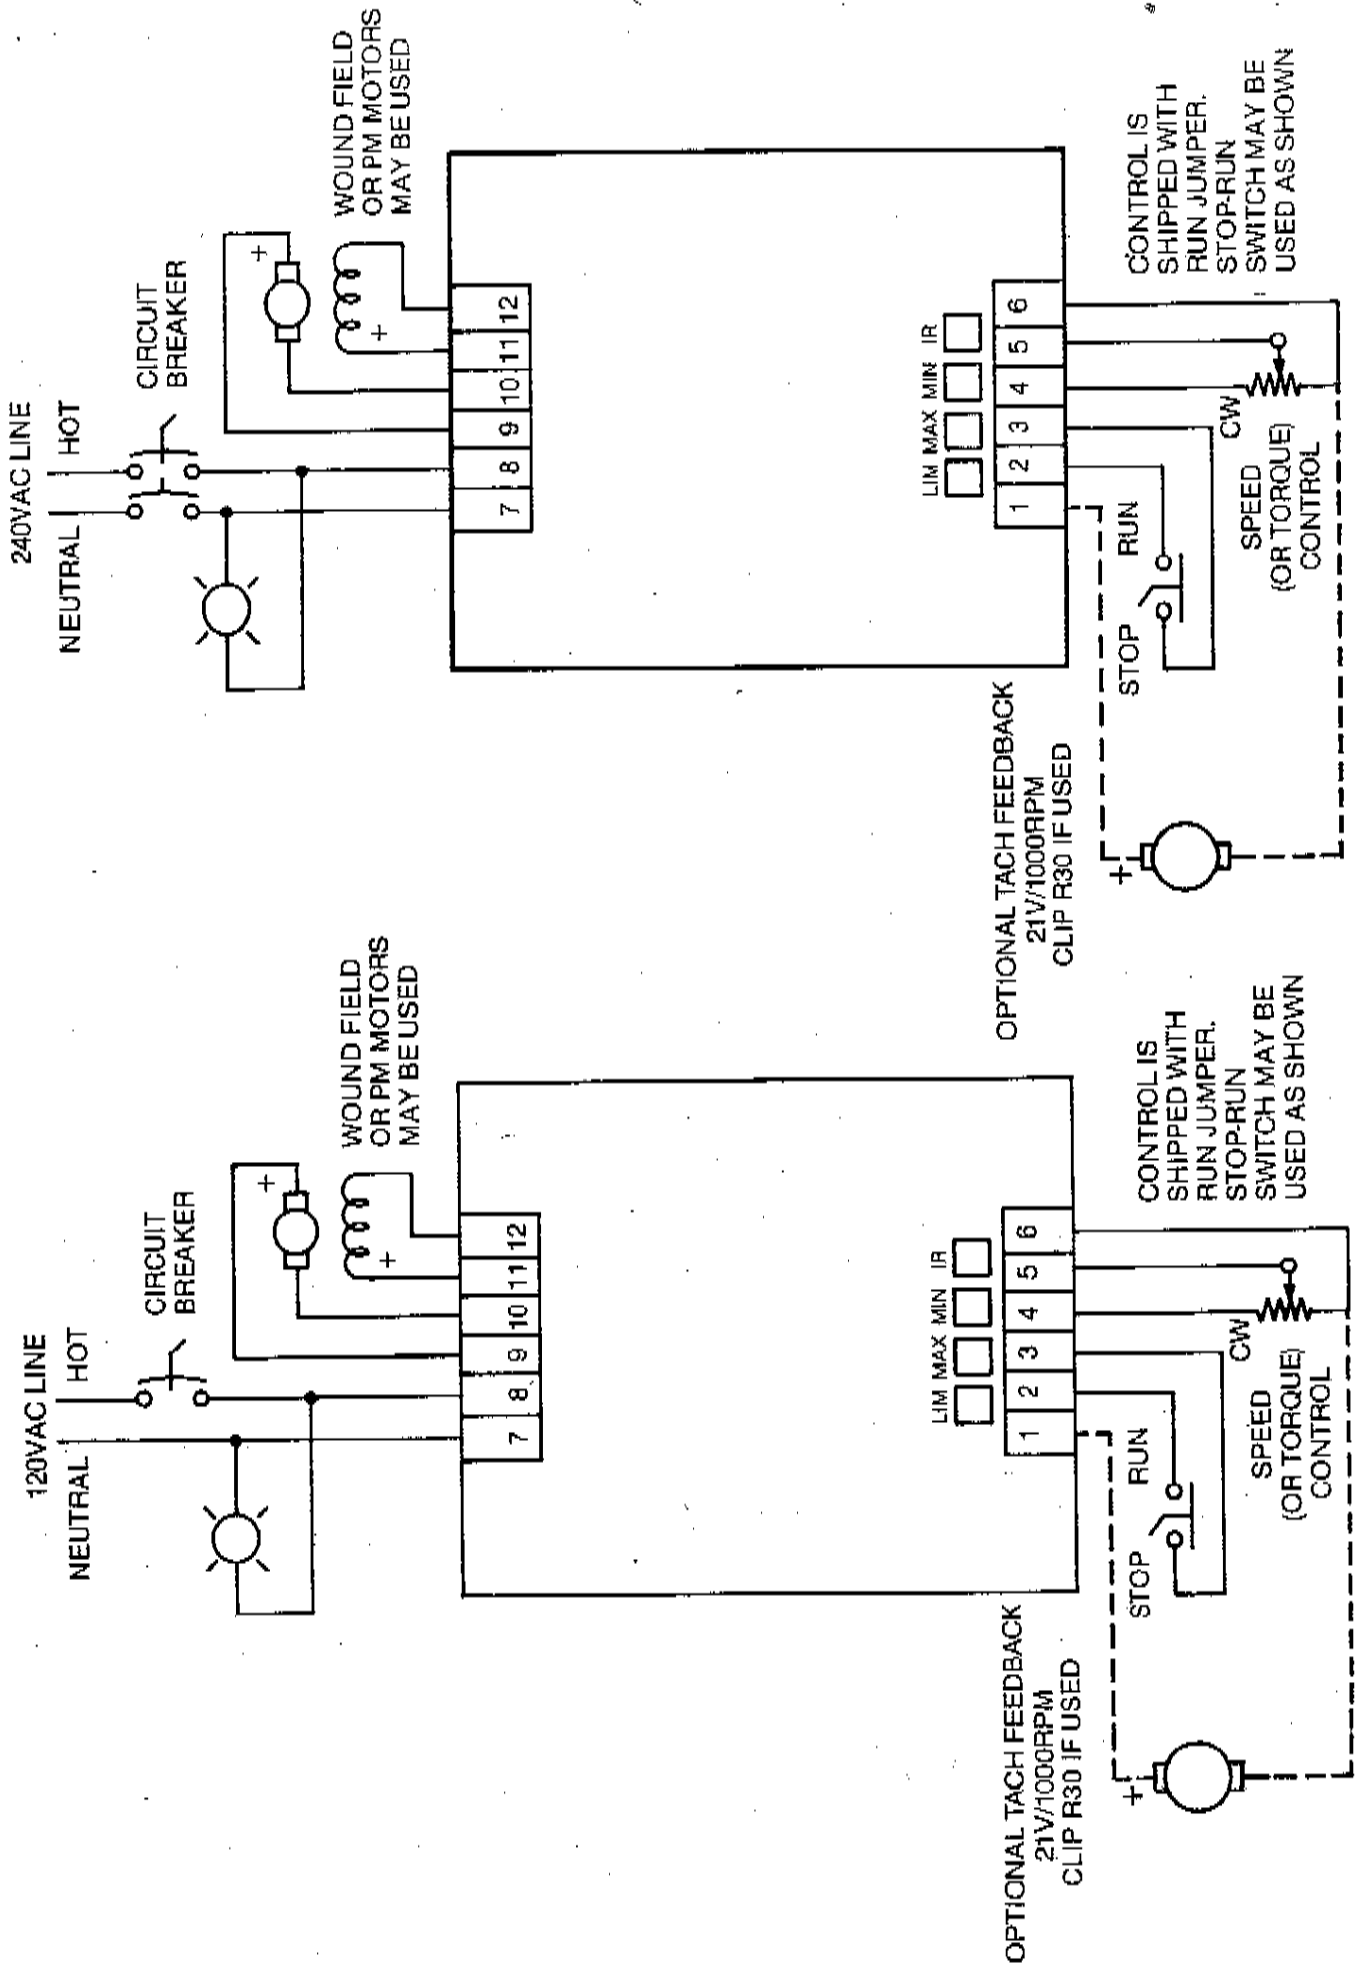 120VAC LINE
NEUTRAL
HOT
CIRCUIT
BREAKER
+
WOUND FIELD
OR PM MOTORS
MAY BE USED
+
7 8 9 10 11 12
LIM MAX MIN IR
1 2 3 4 5 6
OPTIONAL TACH FEEDBACK
21V/1000RPM
CLIP R30 IF USED
+
STOP RUN
CW
SPEED
(OR TORQUE)
CONTROL
CONTROL IS
SHIPPED WITH
RUN JUMPER.
STOP-RUN
SWITCH MAY BE
USED AS SHOWN
240VAC LINE
NEUTRAL
HOT
CIRCUIT
BREAKER
+
WOUND FIELD
OR PM MOTORS
MAY BE USED
+
7 8 9 10 11 12
LIM MAX MIN IR
1 2 3 4 5 6
OPTIONAL TACH FEEDBACK
21V/1000RPM
CLIP R30 IF USED
+
STOP RUN
CW
SPEED
(OR TORQUE)
CONTROL
CONTROL IS
SHIPPED WITH
RUN JUMPER.
STOP-RUN
SWITCH MAY BE
USED AS SHOWN